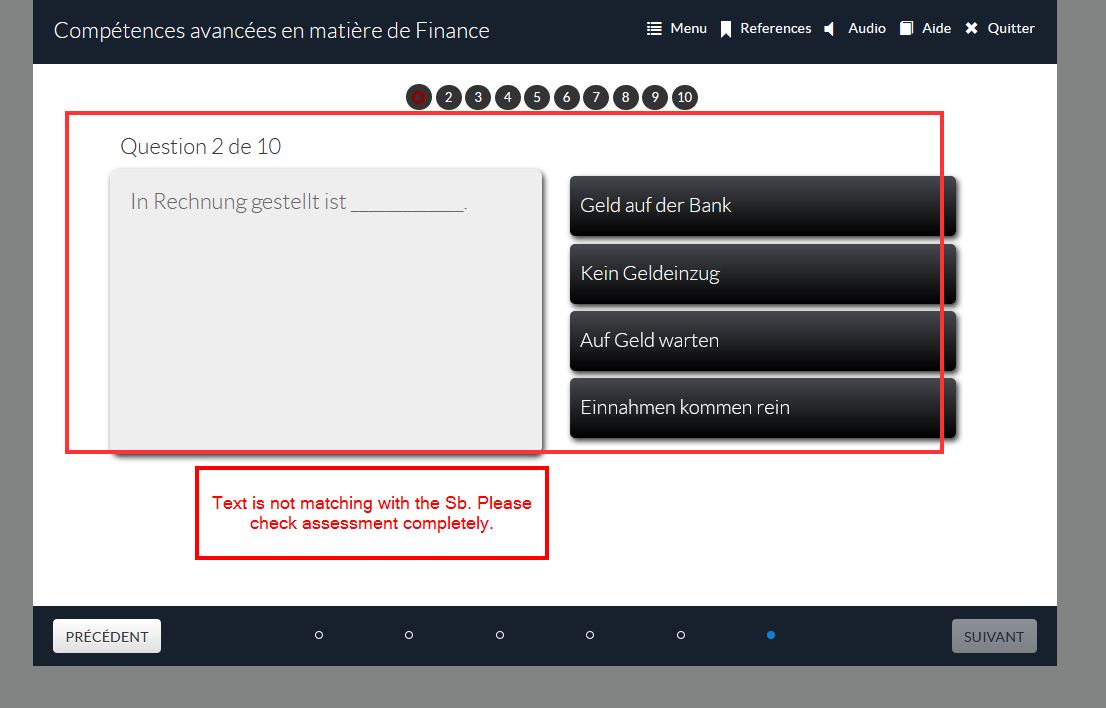 Compétences avancées en matière de Finance
Menu References Audio Aide Quitter
2 3 4 5 6 7 8 9 10
Question 2 de 10
In Rechnung gestellt ist ____________.
Geld auf der Bank
Kein Geldeinzug
Auf Geld warten
Einnahmen kommen rein
Text is not matching with the Sb. Please
check assessment completely.
PRÉCÉDENT
SUIVANT